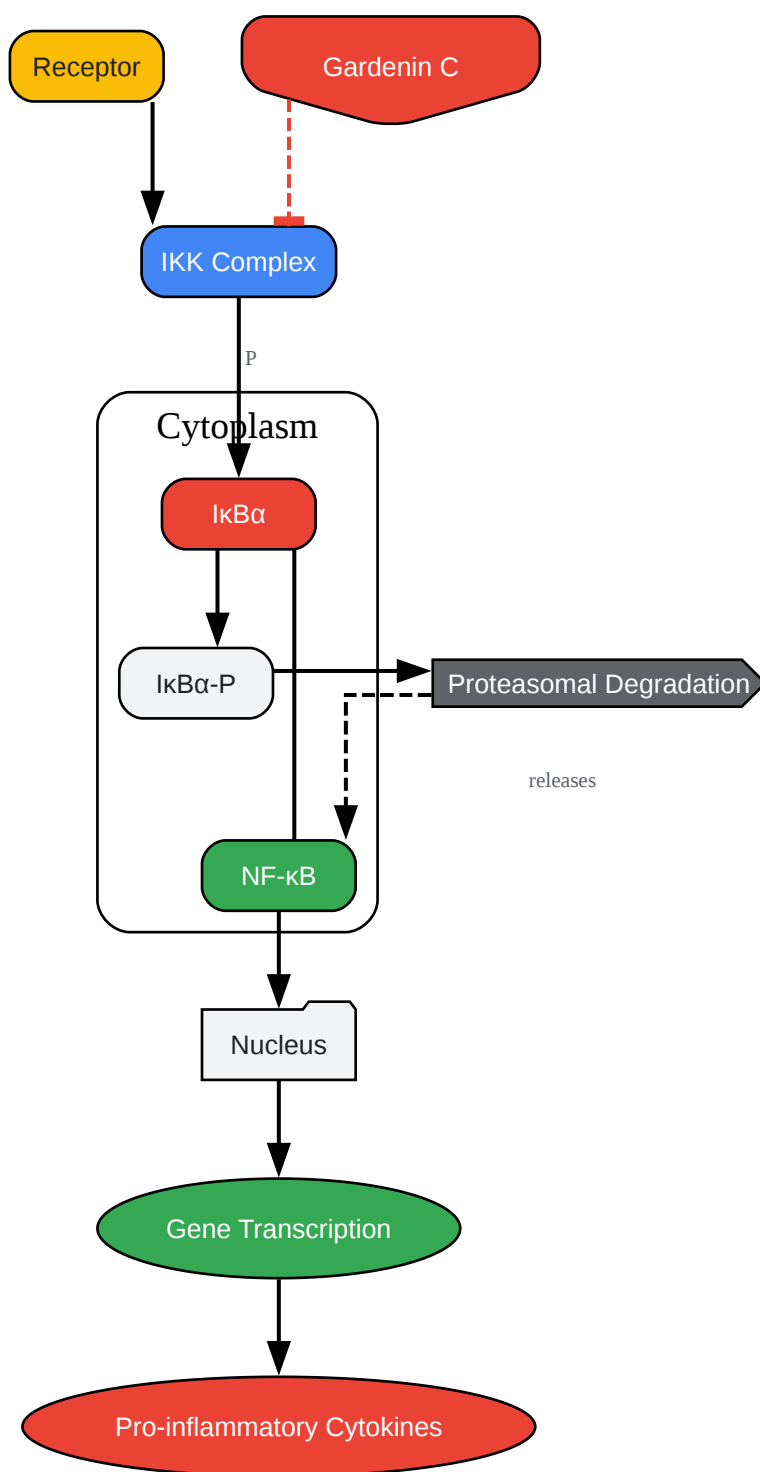 Receptor
Gardenin C
IKK Complex
P
Cytoplasm
IκBα
IκBα-P
Proteasomal Degradation
releases
NF-κB
Nucleus
Gene Transcription
Pro-inflammatory Cytokines